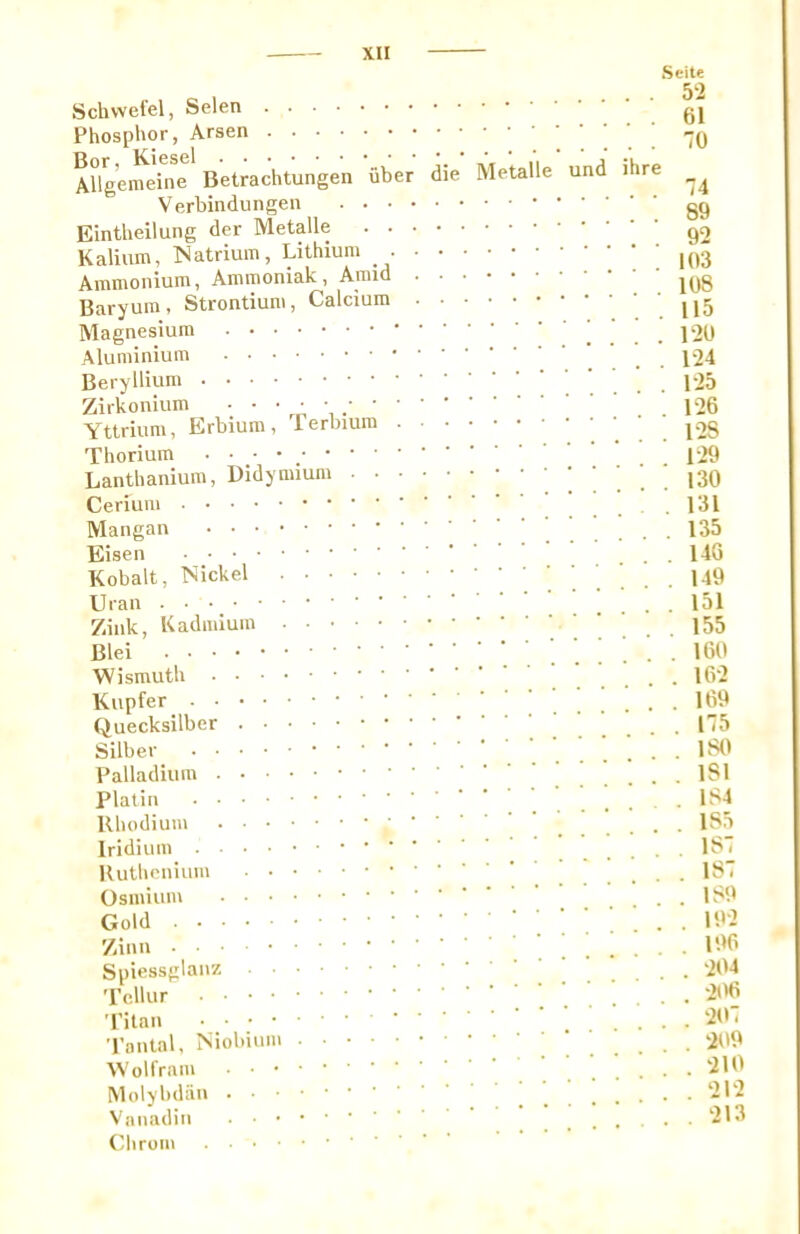 XII
Seite
Schwefel, Selen . . . . . 52
Phosphor, Arsen . . . . . 61
Bor, Kiesel . . . . . 70
Allgemeine Betrachtungen über die Metalle und ihre
Verbindungen . . . . . 74
Eintheilung der Metalle . . . . . 89
Kalium, Natrium, Lithium . . . . . 92
Ammonium, Ammoniak, Amid . . . . . 103
Baryum, Strontium, Calcium . . . . . 108
Magnesium . . . . . 115
Aluminium . . . . . 120
Beryllium . . . . . 124
Zirkonium . . . . . 125
Yttrium, Erbium, Terbium . . . . . 126
Thorium . . . . . 128
Lanthanium, Didymium . . . . . 129
Cerium . . . . . 130
Mangan . . . . . 131
Eisen . . . . . 135
Kobalt, Nickel . . . . . 146
Uran . . . . . 149
Zink, Kadmium . . . . . 151
Blei . . . . . 155
Wismuth . . . . . 160
Kupfer . . . . . 162
Quecksilber . . . . . 169
Silber . . . . . 175
Palladium . . . . . 180
Platin . . . . . 181
Rhodium . . . . . 184
Iridium . . . . . 185
Ruthenium . . . . . 187
Osmium . . . . . 187
Gold . . . . . 189
Zinn . . . . . 192
Spiessglanz . . . . . 196
Tellur . . . . . 204
Titan . . . . . 206
Tantal, Niobium . . . . . 207
Wolfram . . . . . 209
Molybdän . . . . . 210
Vanadin . . . . . 212
Chrom . . . . . 213